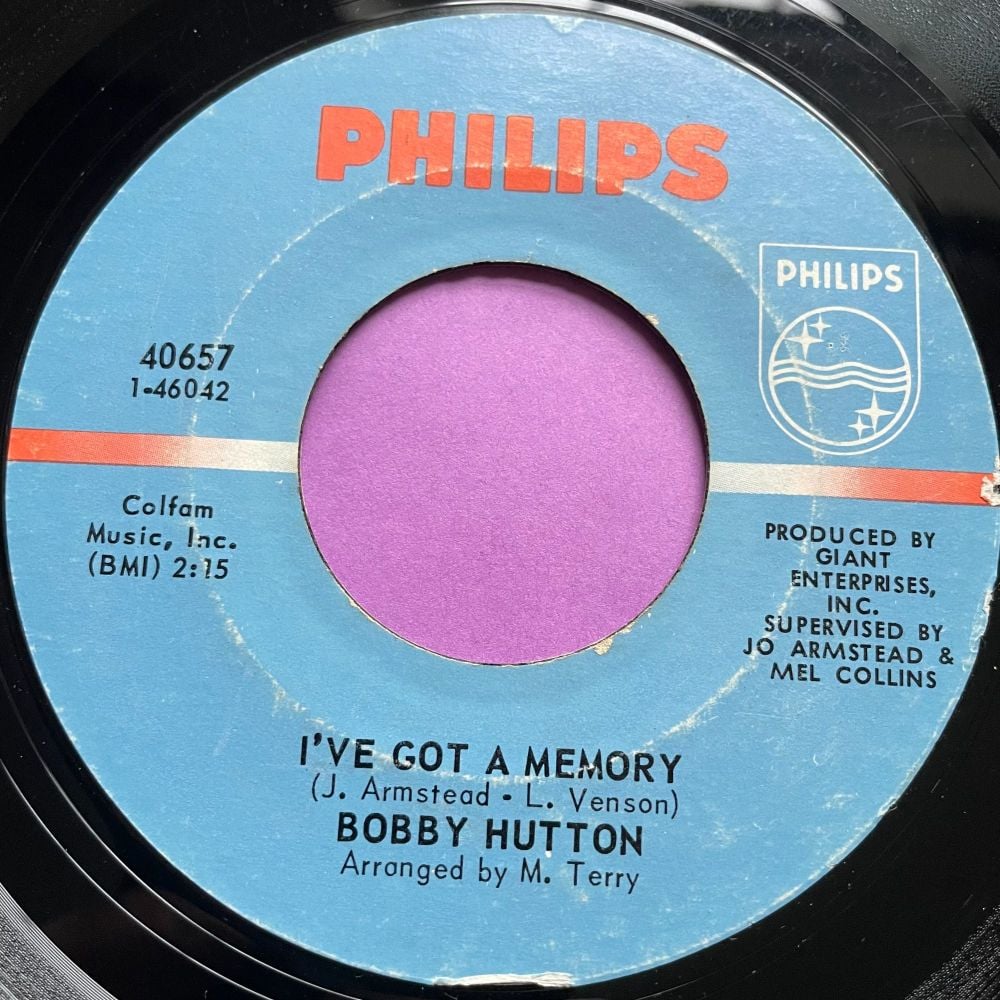 PHILIPS
PHILIPS
40657
1-46042
Colfam
Music, Inc.
(BMI) 2:15
PRODUCED BY
GIANT
ENTERPRISES,
INC.
SUPERVISED BY
JO ARMSTEAD &
MEL COLLINS
I'VE GOT A MEMORY
(J. Armstead - L. Venson)
BOBBY HUTTON
Arranged by M. Terry